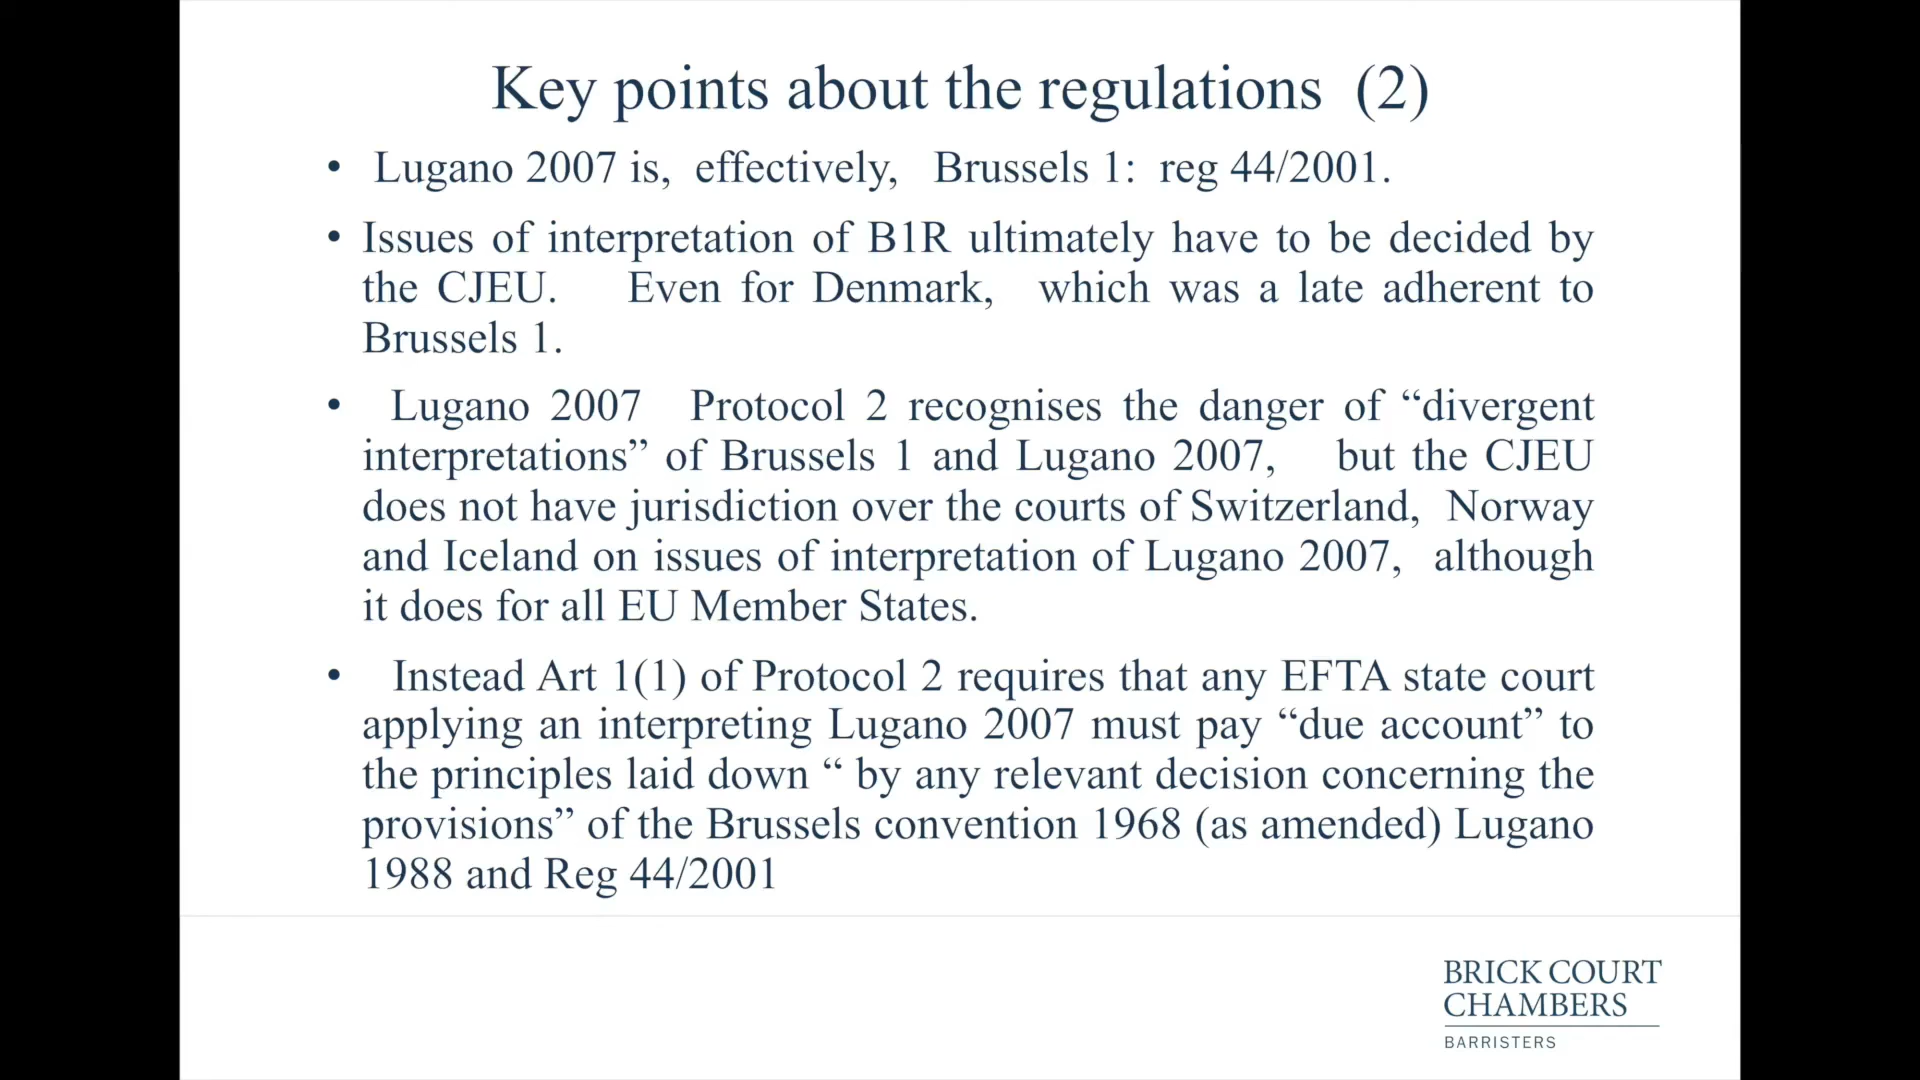 Key points about the regulations (2)
• Lugano 2007 is, effectively, Brussels 1: reg 44/2001.
• Issues of interpretation of B1R ultimately have to be decided by
the CJEU. Even for Denmark, which was a late adherent to
Brussels 1.
• Lugano 2007 Protocol 2 recognises the danger of “divergent
interpretations” of Brussels 1 and Lugano 2007, but the CJEU
does not have jurisdiction over the courts of Switzerland, Norway
and Iceland on issues of interpretation of Lugano 2007, although
it does for all EU Member States.
• Instead Art 1(1) of Protocol 2 requires that any EFTA state court
applying an interpreting Lugano 2007 must pay “due account” to
the principles laid down “ by any relevant decision concerning the
provisions” of the Brussels convention 1968 (as amended) Lugano
1988 and Reg 44/2001
BRICK COURT
CHAMBERS
BARRISTERS